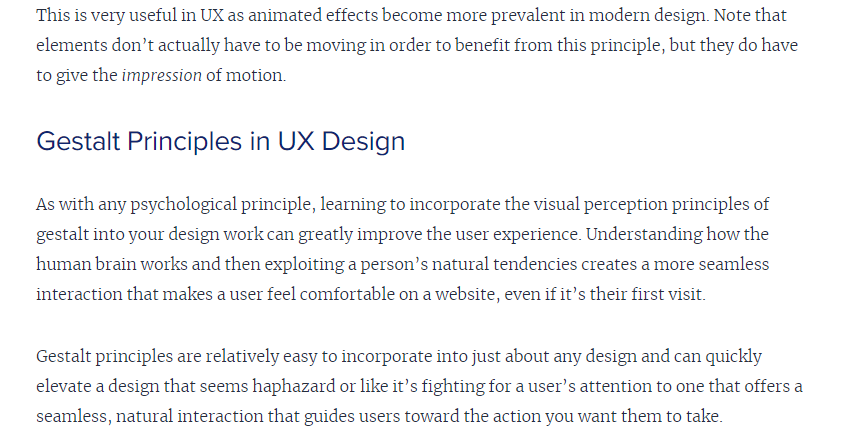 This is very useful in UX as animated effects become more prevalent in modern design. Note that
elements don’t actually have to be moving in order to benefit from this principle, but they do have
to give the impression of motion.
Gestalt Principles in UX Design
As with any psychological principle, learning to incorporate the visual perception principles of
gestalt into your design work can greatly improve the user experience. Understanding how the
human brain works and then exploiting a person’s natural tendencies creates a more seamless
interaction that makes a user feel comfortable on a website, even if it’s their first visit.
Gestalt principles are relatively easy to incorporate into just about any design and can quickly
elevate a design that seems haphazard or like it’s fighting for a user’s attention to one that offers a
seamless, natural interaction that guides users toward the action you want them to take.